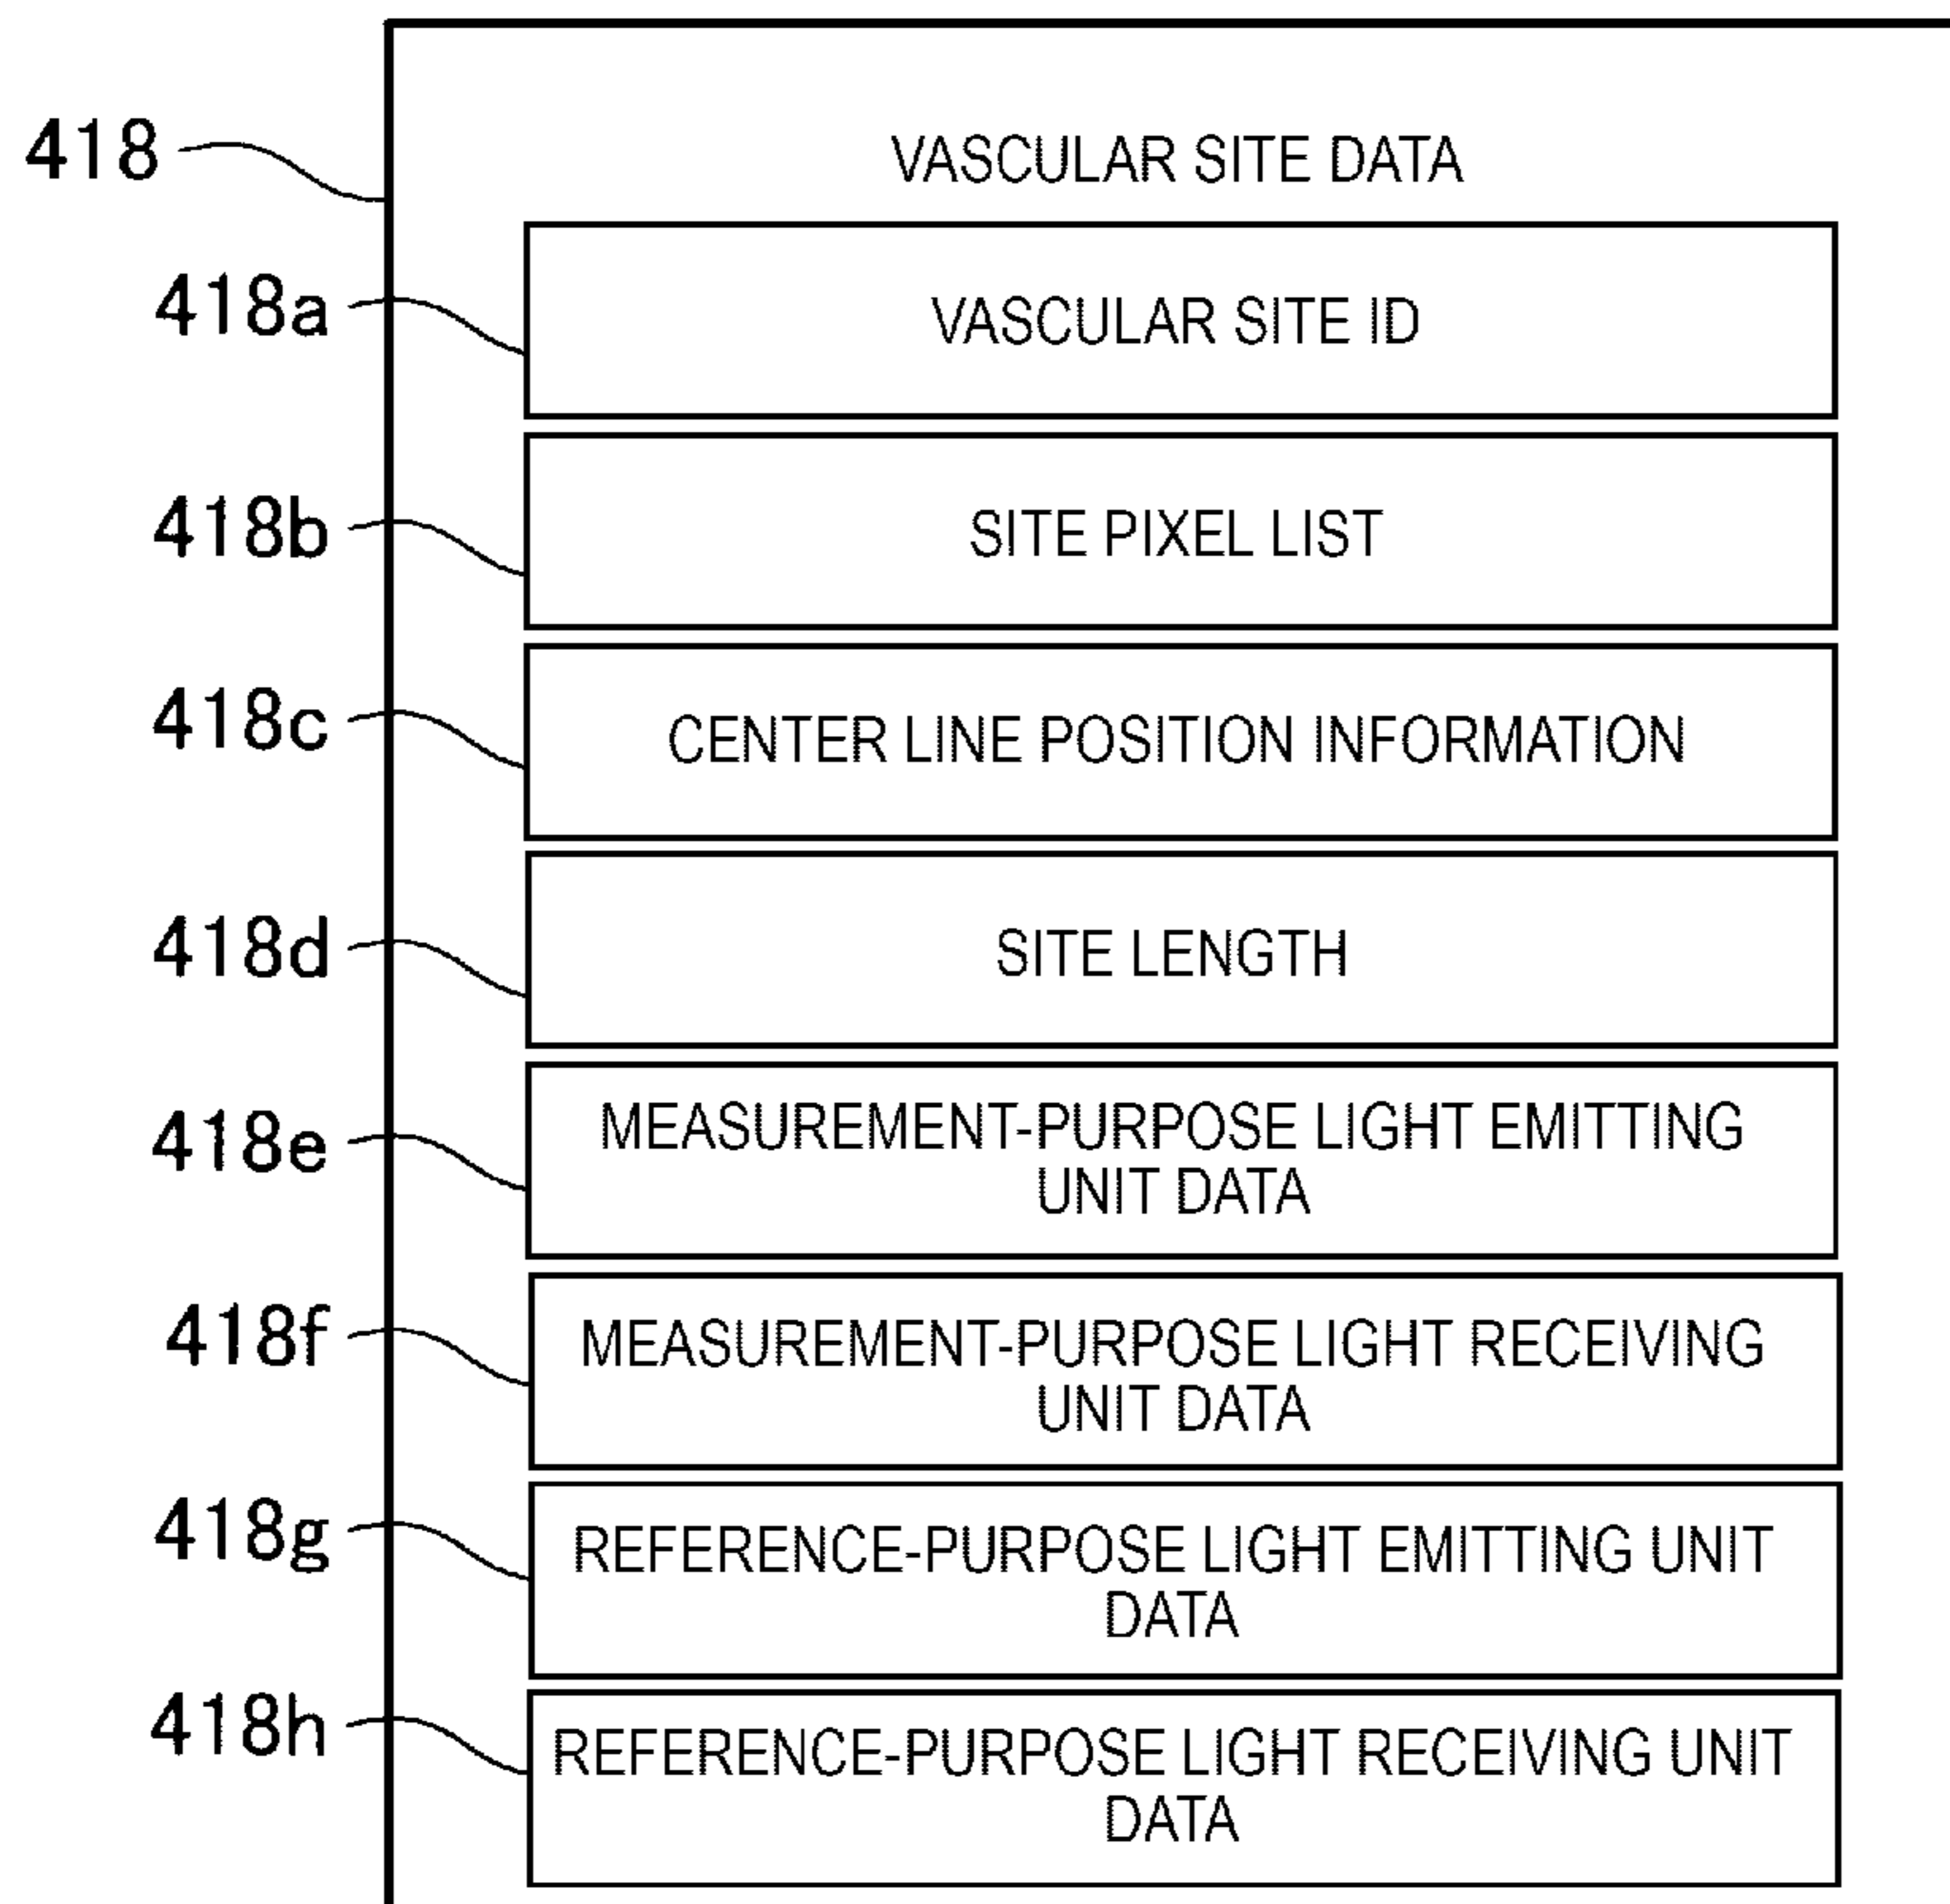 418
VASCULAR SITE DATA
418a
VASCULAR SITE ID
418b
SITE PIXEL LIST
418c
CENTER LINE POSITION INFORMATION
418d
SITE LENGTH
418e
MEASUREMENT-PURPOSE LIGHT EMITTING
UNIT DATA
418f
MEASUREMENT-PURPOSE LIGHT RECEIVING
UNIT DATA
418g
REFERENCE-PURPOSE LIGHT EMITTING UNIT
DATA
418h
REFERENCE-PURPOSE LIGHT RECEIVING UNIT
DATA